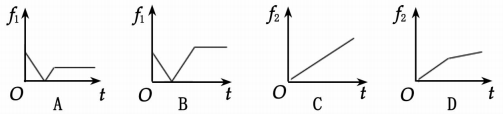 f₁ f₁ f₂ f₂
O t O t O t O t
A B C D